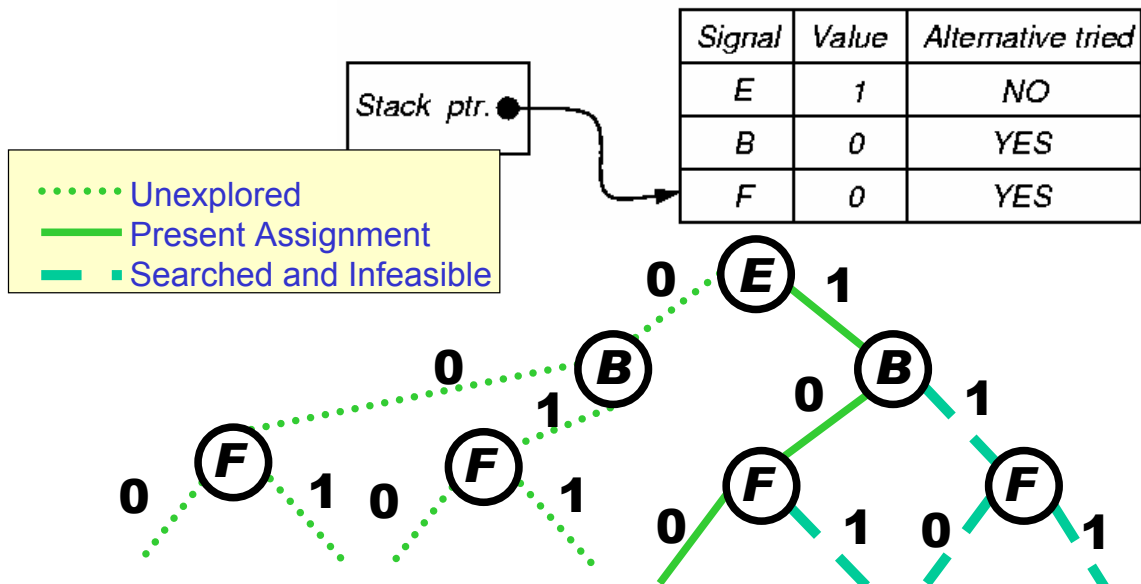 Signal Value Alternative tried
E 1 NO
B 0 YES
F 0 YES
Stack ptr.
Unexplored
Present Assignment
Searched and Infeasible
E
0 1
B B
0 1 0 1
F F F F
0 1 0 1 0 1 0 1